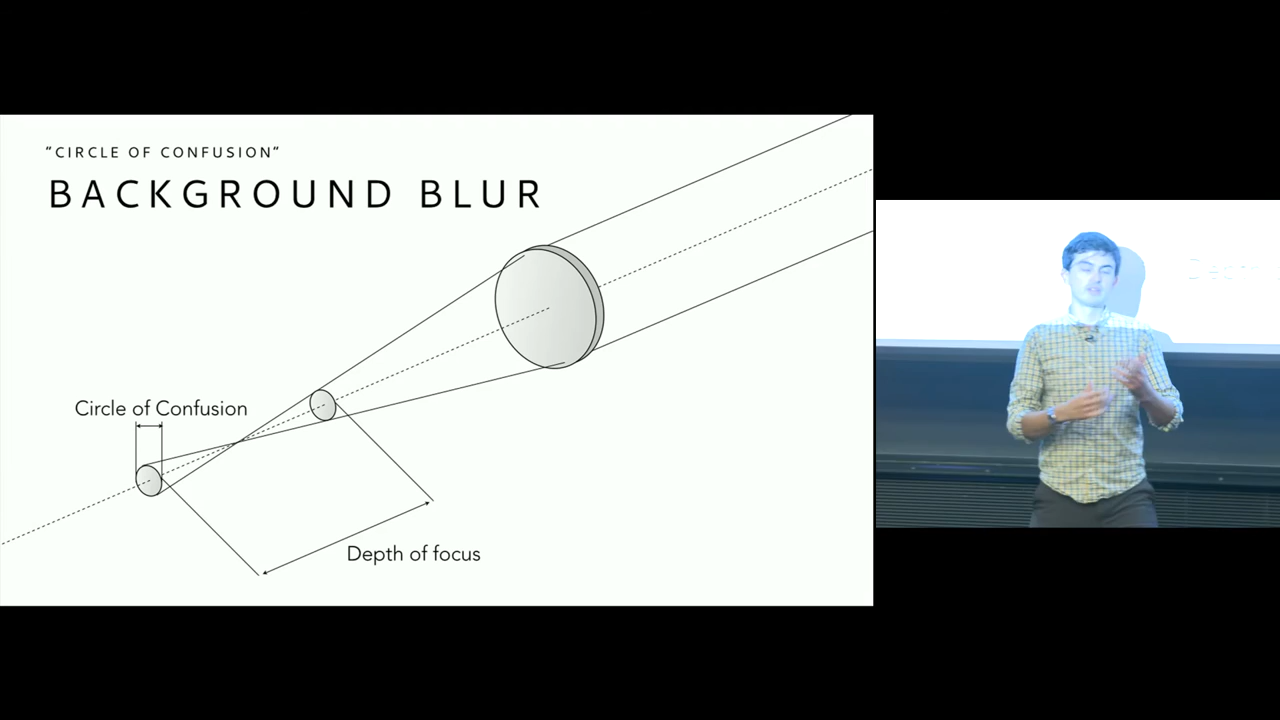 "CIRCLE OF CONFUSION"
BACKGROUND BLUR
Circle of Confusion
Depth of focus